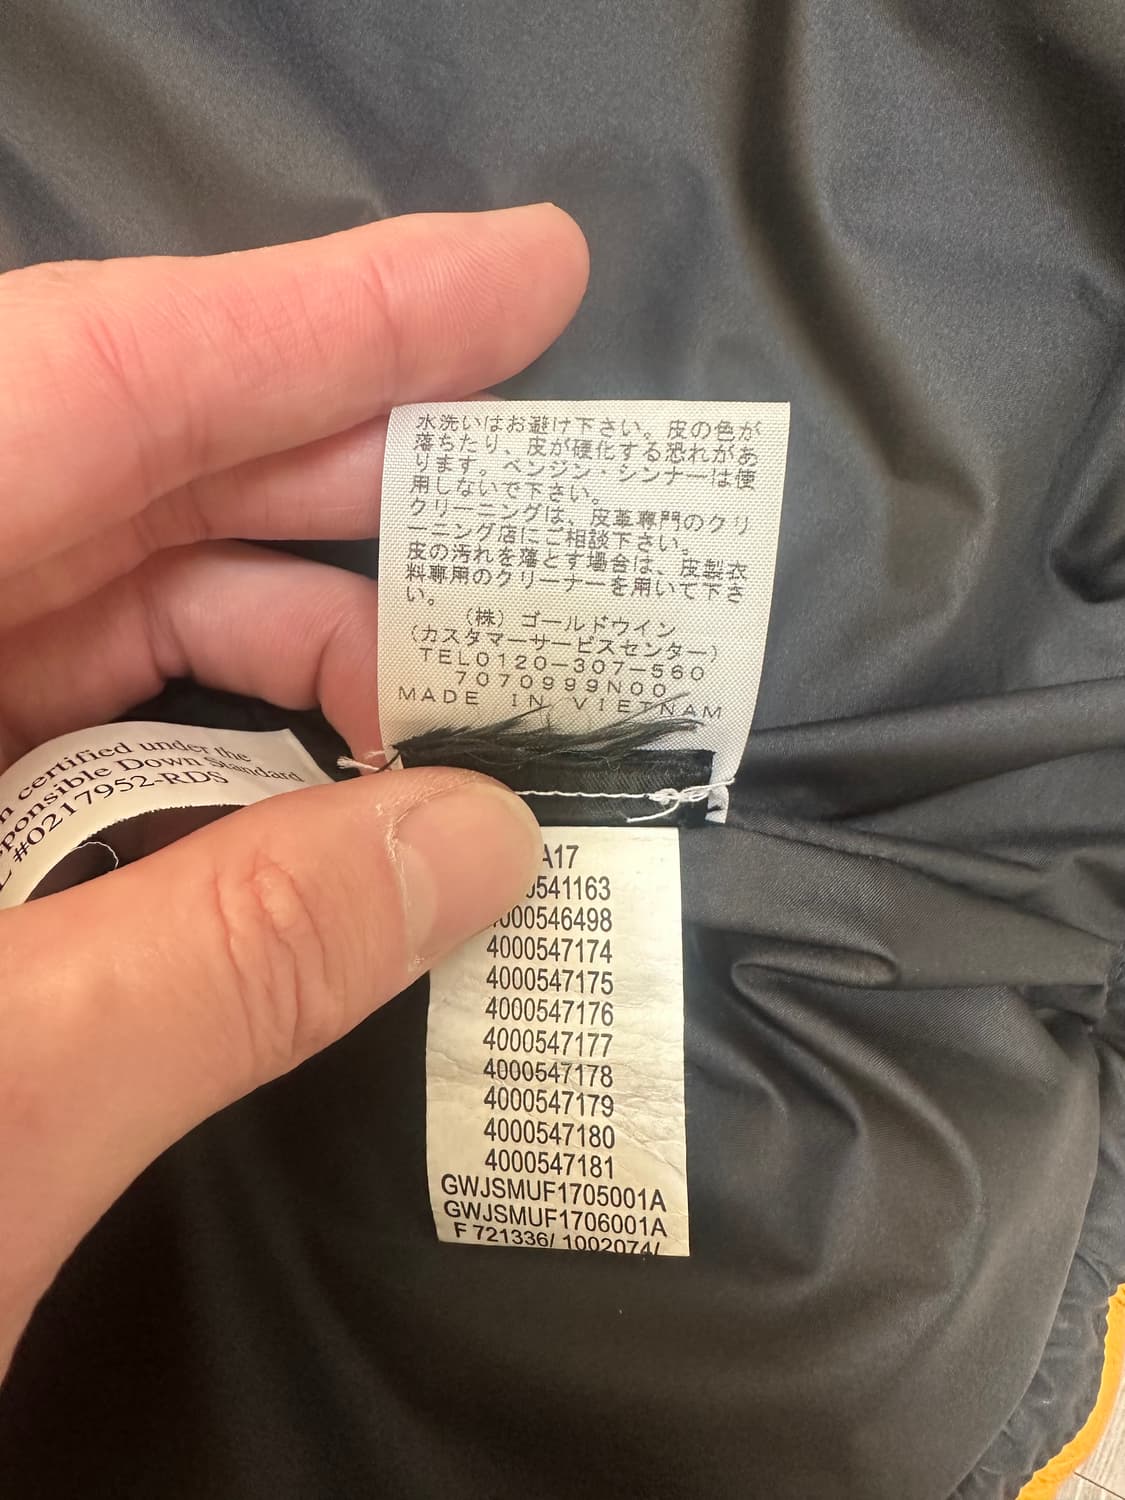 水洗いはお避け下さい。皮の色が
落ちたり、皮が硬化する恐れがあ
ります。ベンジン・シンナーは使
用しないで下さい。
クリーニングは、皮革専門のクリ
ーニング店にご相談下さい。
皮の汚れを落とす場合は、皮製衣
料専用のクリーナーを用いて下さ
い。
(株)ゴールドウイン
(カスタマーサービスセンター)
TEL0120-307-560
7070999N00
MADE IN VIETNAM
certified under the
Down Standard
#0217952-RDS
A17
541163
000546498
4000547174
4000547175
4000547176
4000547177
4000547178
4000547179
4000547180
4000547181
GWJSMUF1705001A
GWJSMUF1706001A
F 721336/ 1002074/